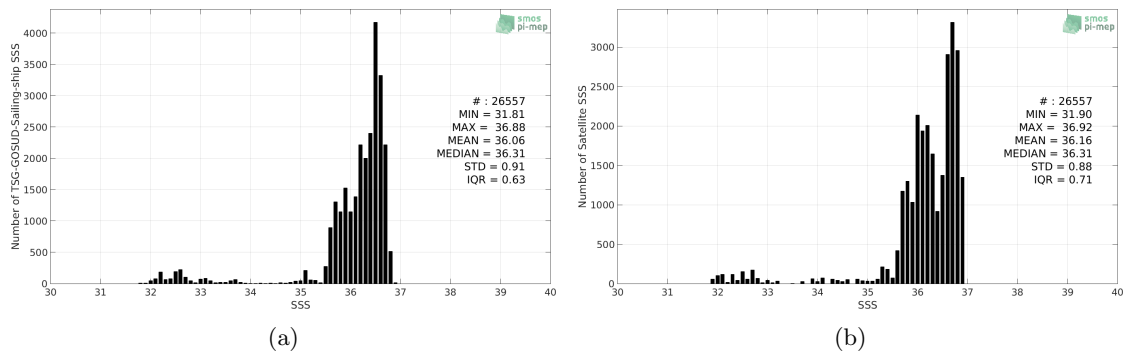 smos
pi-mep
Number of TSG-GOSUD-Sailing-ship SSS
4000
3500
3000
2500
2000
1500
1000
500
0
# : 26557
MIN = 31.81
MAX = 36.88
MEAN = 36.06
MEDIAN = 36.31
STD = 0.91
IQR = 0.63
30 31 32 33 34 35 36 37 38 39 40
SSS
(a)
smos
pi-mep
Number of Satellite SSS
3000
2500
2000
1500
1000
500
0
# : 26557
MIN = 31.90
MAX = 36.92
MEAN = 36.16
MEDIAN = 36.31
STD = 0.88
IQR = 0.71
30 31 32 33 34 35 36 37 38 39 40
SSS
(b)